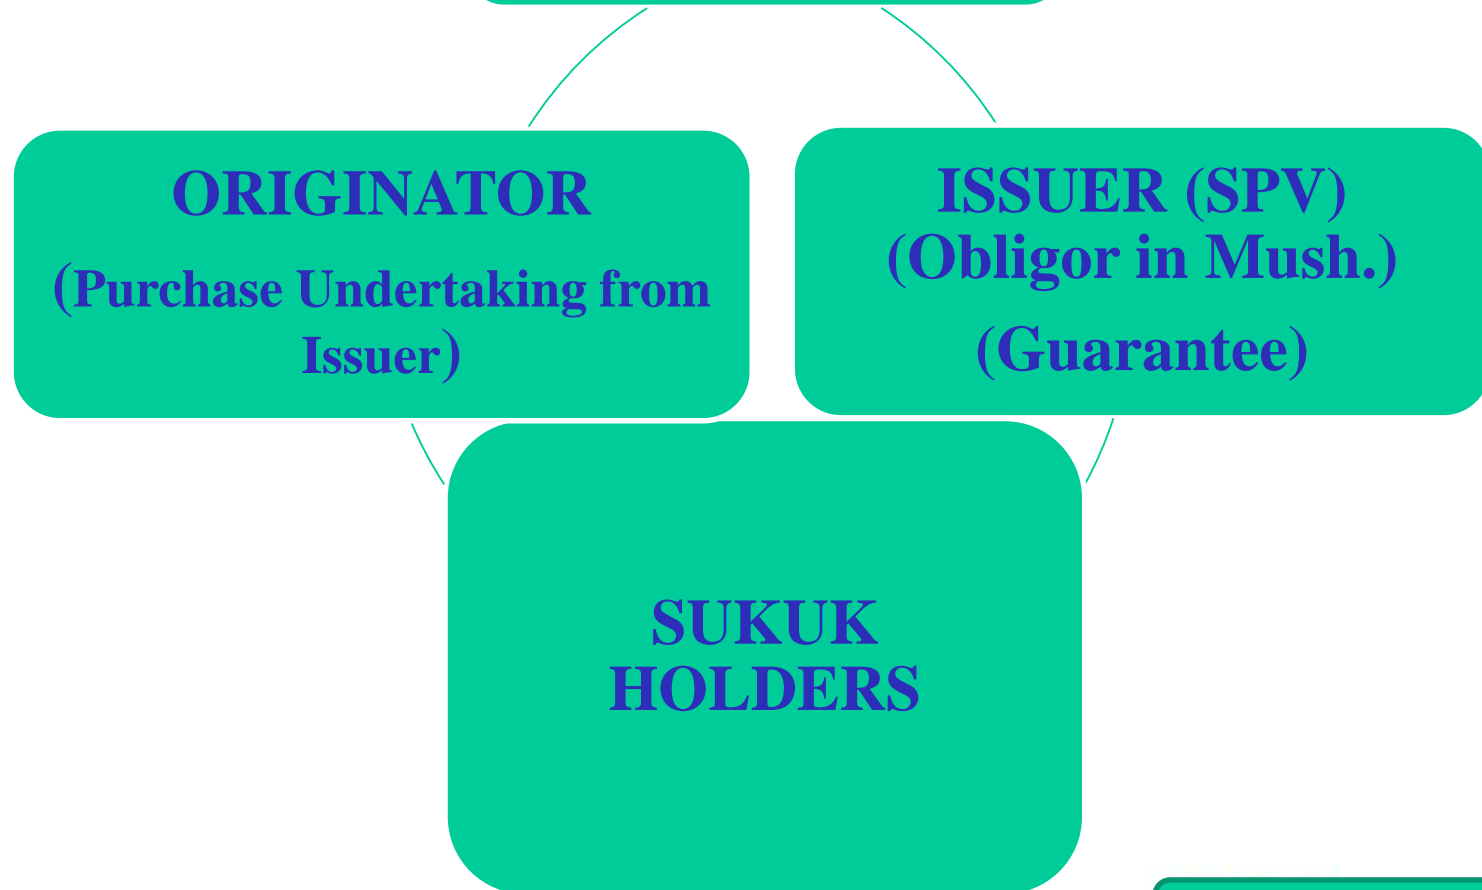 ORIGINATOR
(Purchase Undertaking from
Issuer)
ISSUER (SPV)
(Obligor in Mush.)
(Guarantee)
SUKUK
HOLDERS